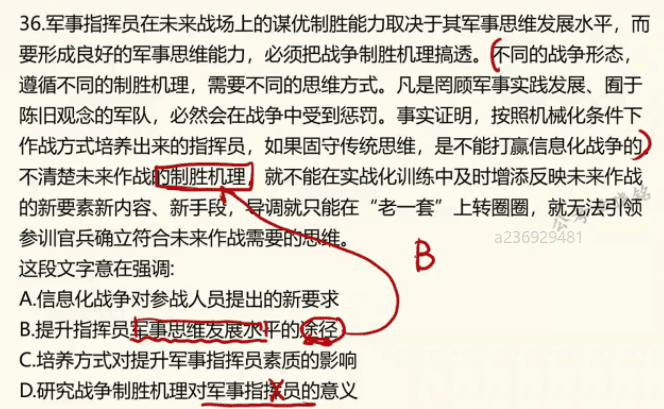 36.军事指挥员在未来战场上的谋优制胜能力取决于其军事思维发展水平，而
要形成良好的军事思维能力，必须把战争制胜机理搞透。(不同的战争形态，
遵循不同的制胜机理，需要不同的思维方式。凡是罔顾军事实践发展、囿于
陈旧观念的军队，必然会在战争中受到惩罚。事实证明，按照机械化条件下
作战方式培养出来的指挥员，如果固守传统思维，是不能打赢信息化战争的。)
不清楚未来作战的制胜机理，就不能在实战化训练中及时增添反映未来作战
的新要素新内容、新手段，导调就只能在“老一套”上转圈圈，就无法引领
参训官兵确立符合未来作战需要的思维。
a236929481
B
这段文字意在强调:
A.信息化战争对参战人员提出的新要求
B.提升指挥员军事思维发展水平的途径
C.培养方式对提升军事指挥员素质的影响
D.研究战争制胜机理对军事指挥员的意义